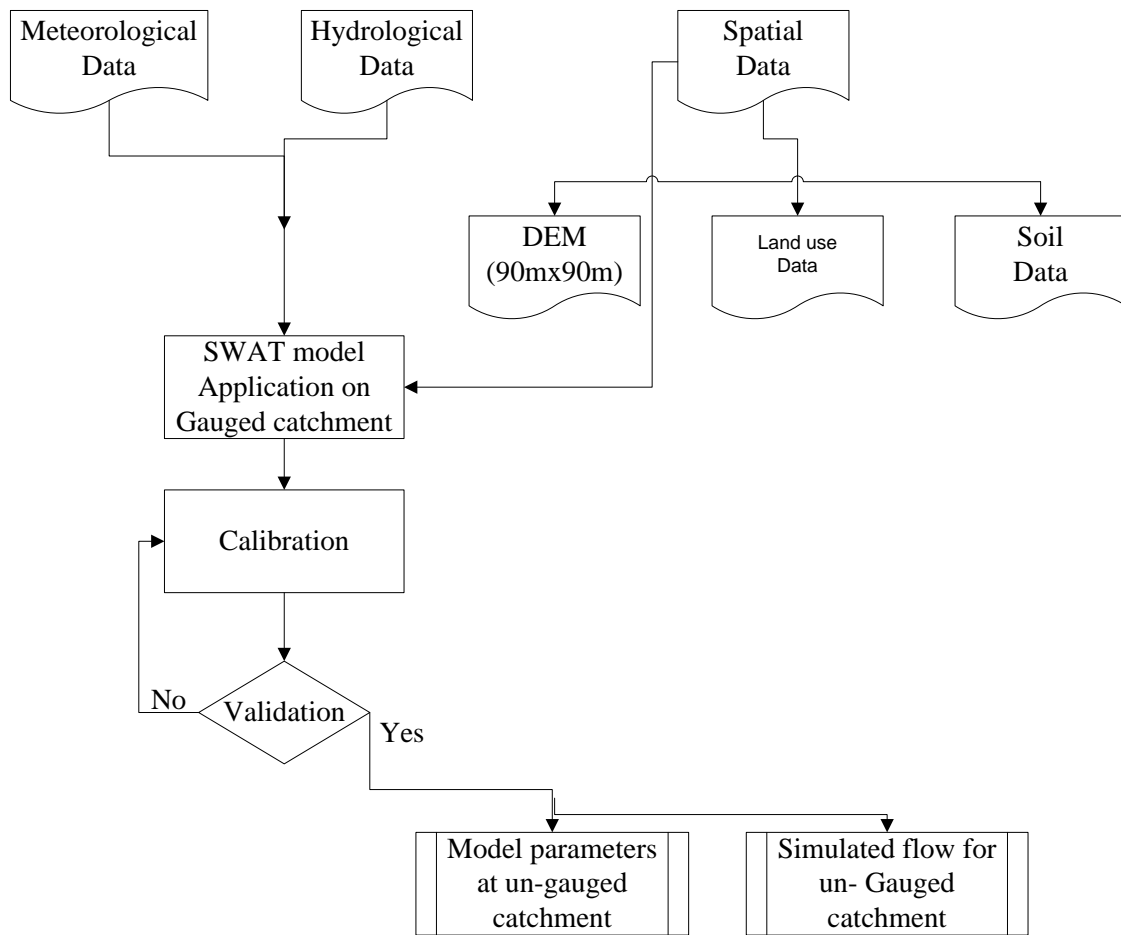 Meteorological
Data
Hydrological
Data
Spatial
Data
DEM
(90mx90m)
Land use
Data
Soil
Data
SWAT model
Application on
Gauged catchment
Calibration
No
Validation
Yes
Model parameters
at un-gauged
catchment
Simulated flow for
un- Gauged
catchment